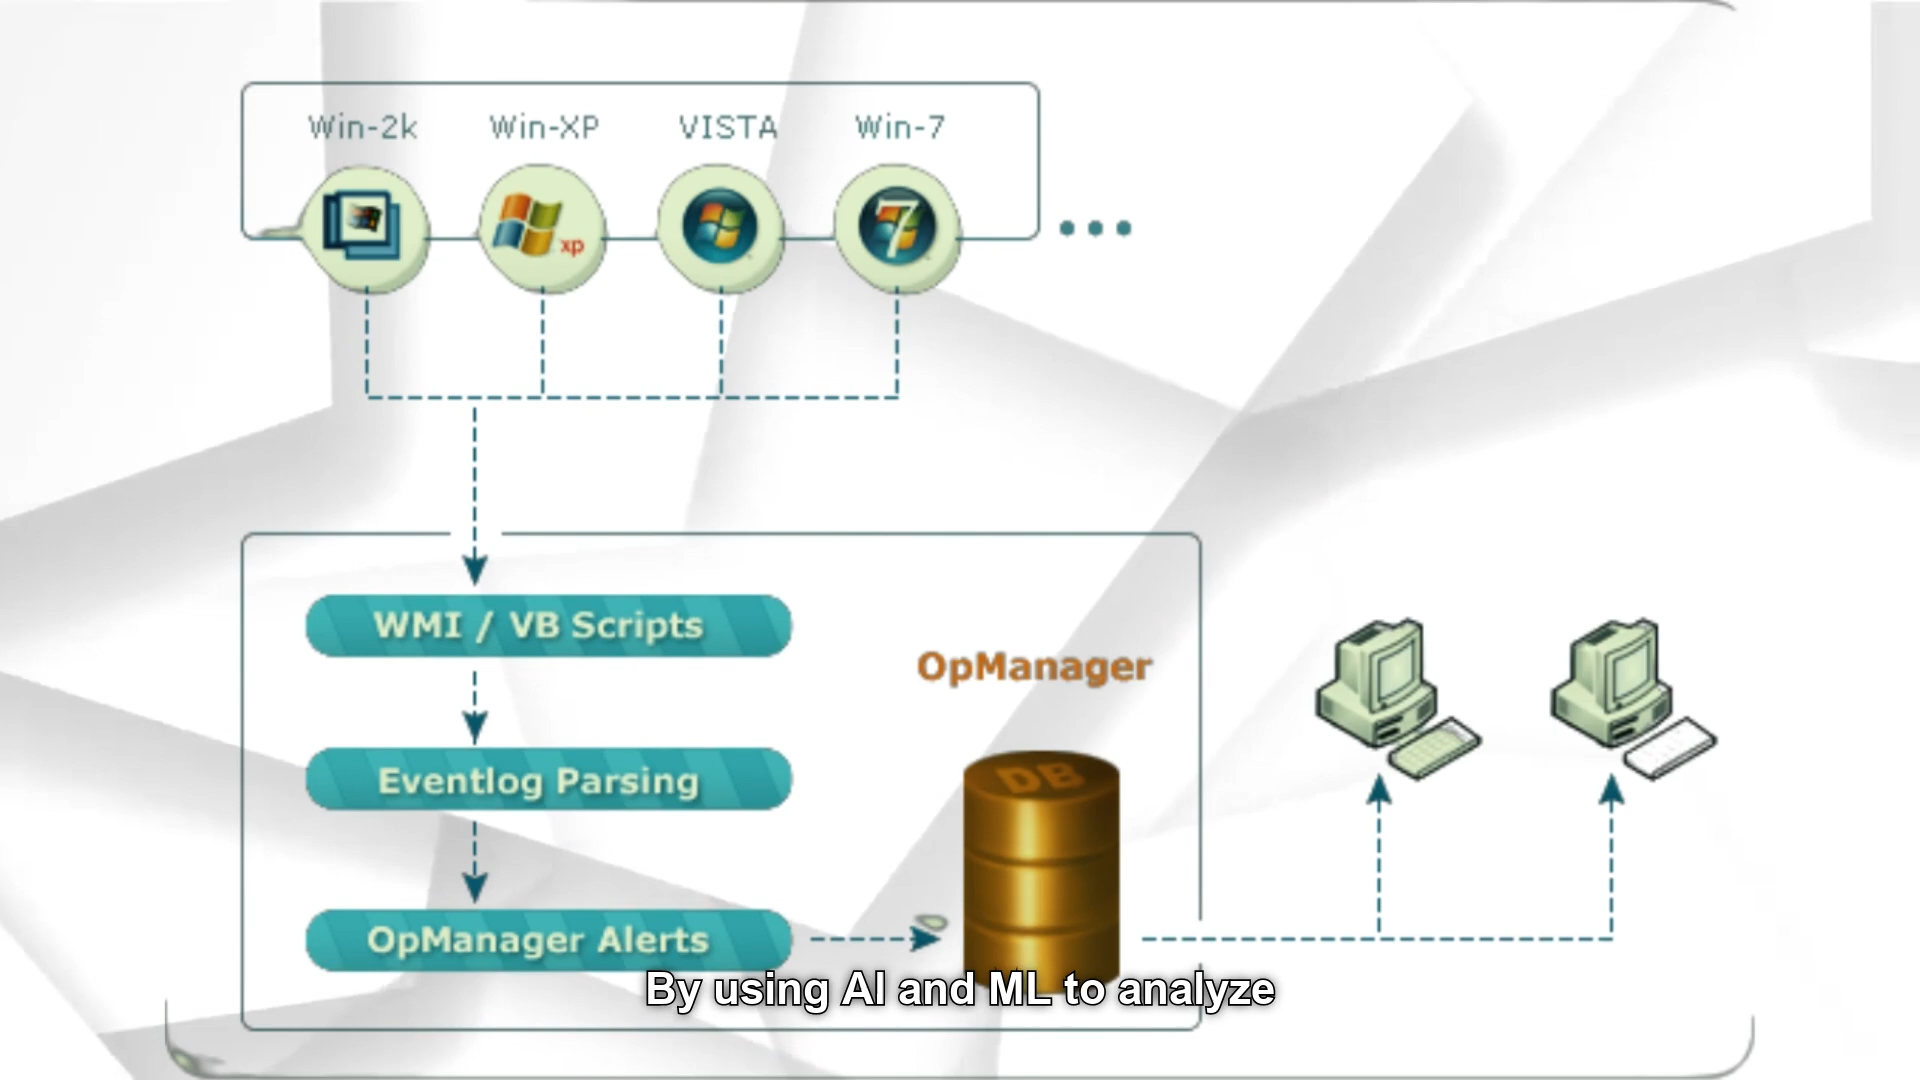 Win-2k
Win-XP
VISTA
Win-7
xp
7
WMI / VB Scripts
OpManager
Eventlog Parsing
DB
OpManager Alerts
By using AI and ML to analyze